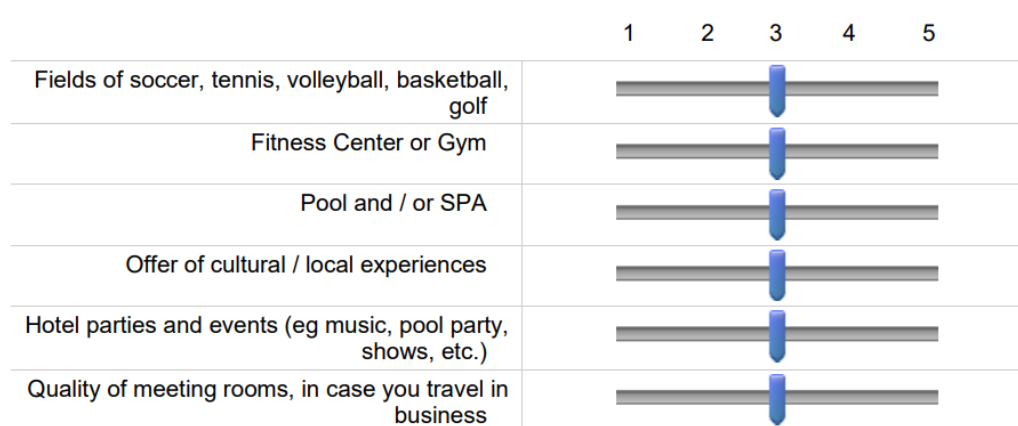 1 2 3 4 5
Fields of soccer, tennis, volleyball, basketball,
golf
Fitness Center or Gym
Pool and / or SPA
Offer of cultural / local experiences
Hotel parties and events (eg music, pool party,
shows, etc.)
Quality of meeting rooms, in case you travel in
business